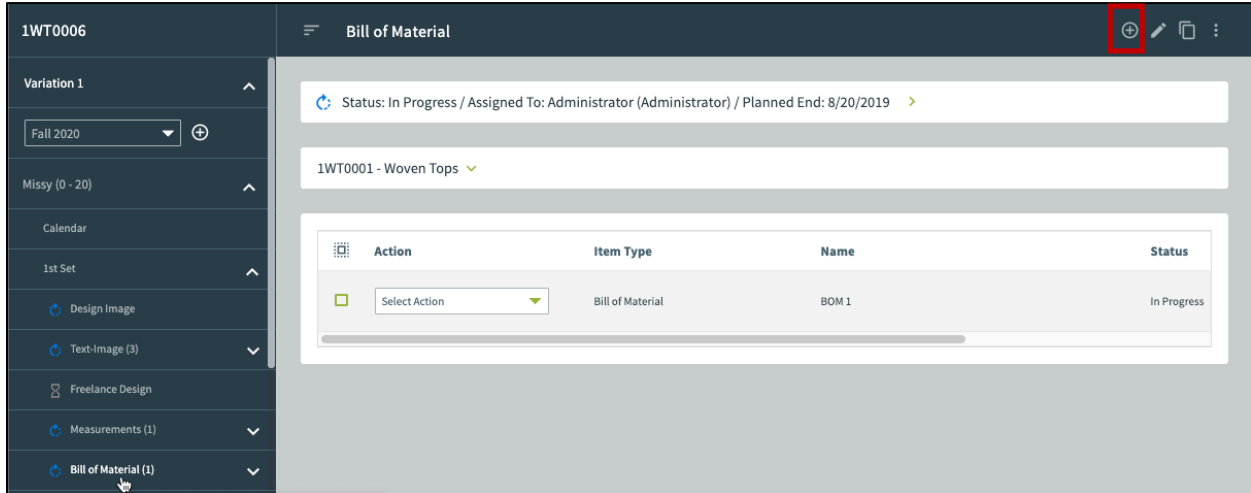 1WT0006
Bill of Material
Variation 1
Fall 2020
Missy (0 - 20)
Calendar
1st Set
Design Image
Text-Image (3)
Freelance Design
Measurements (1)
Bill of Material (1)
Status: In Progress / Assigned To: Administrator (Administrator) / Planned End: 8/20/2019
1WT0001 - Woven Tops
Action Item Type Name Status
Select Action Bill of Material BOM 1 In Progress